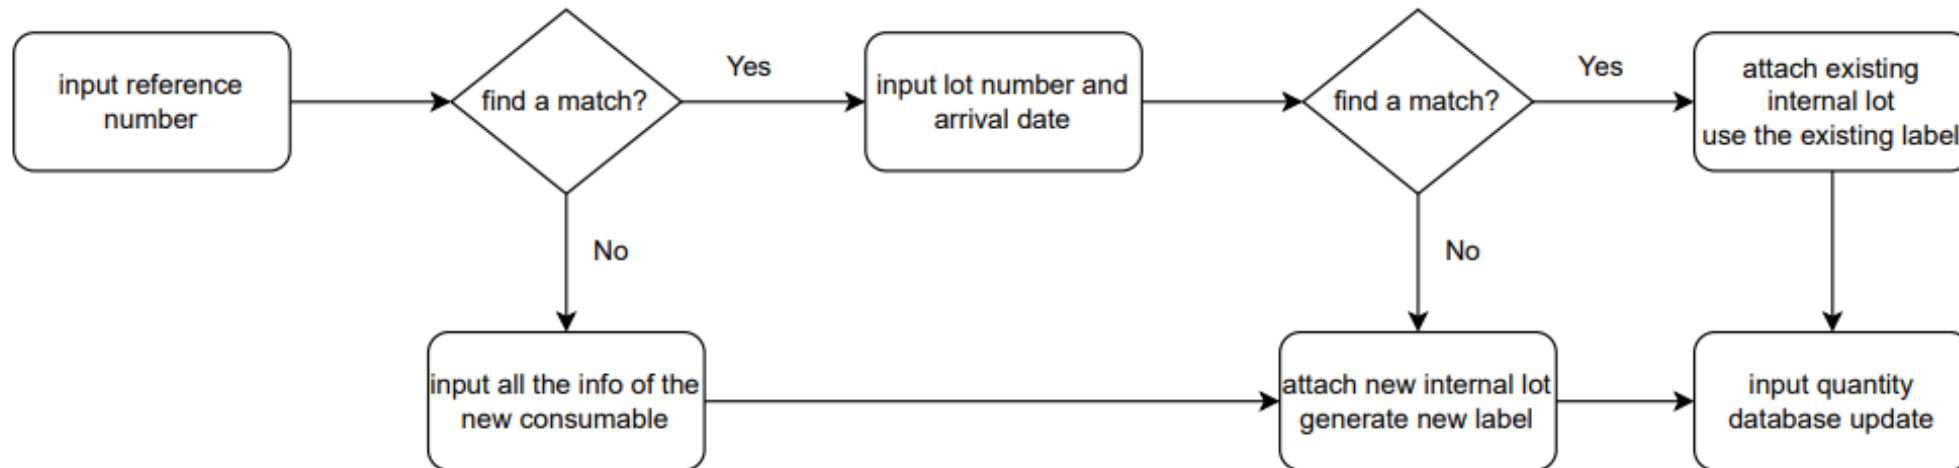 input reference
number
find a match?
Yes
input lot number and
arrival date
find a match?
Yes
attach existing
internal lot
use the existing label
No
No
input all the info of the
new consumable
attach new internal lot
generate new label
input quantity
database update